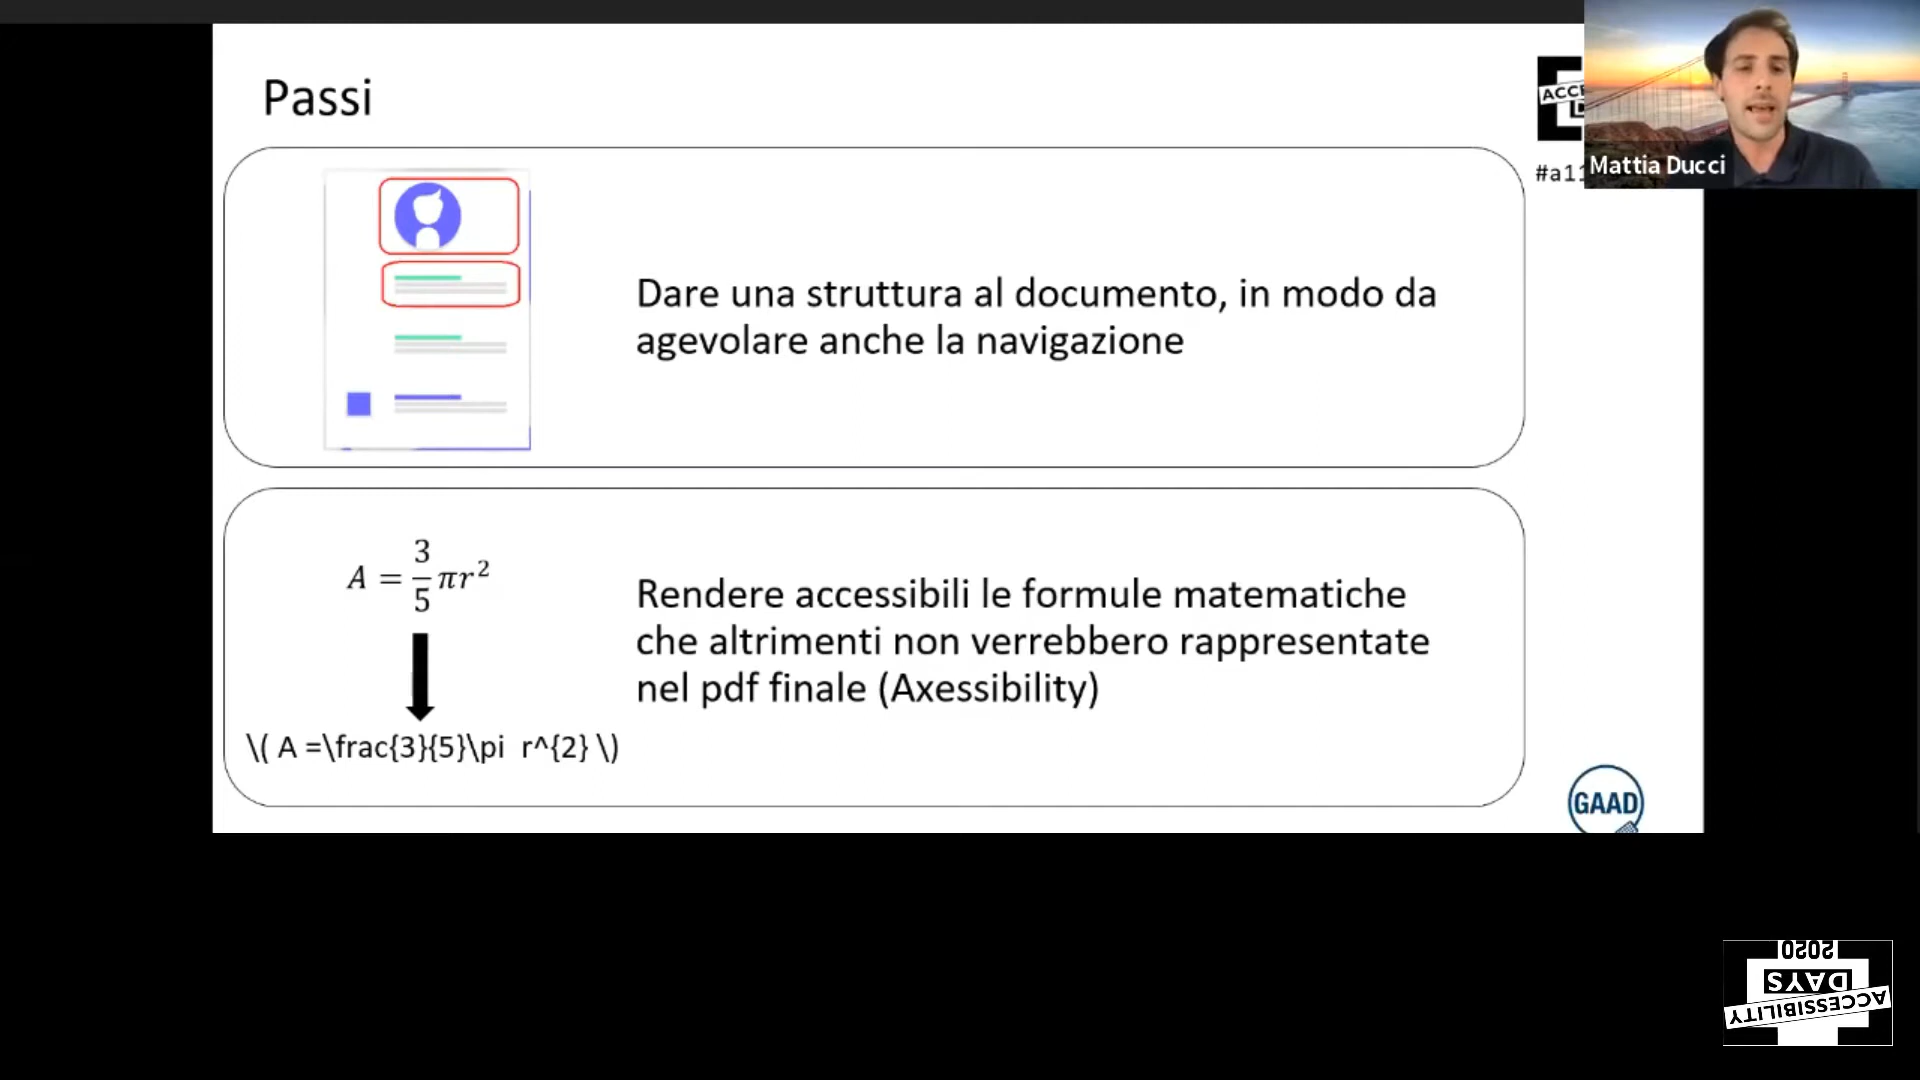 Passi
ACCE
#a11
Mattia Ducci
Dare una struttura al documento, in modo da
agevolare anche la navigazione
A = 3/5 πr²
\( A =\frac{3}{5}\pi r^{2} \)
Rendere accessibili le formule matematiche
che altrimenti non verrebbero rappresentate
nel pdf finale (Axessibility)
GAAD
ACCESSIBILITY
DAYS
2020